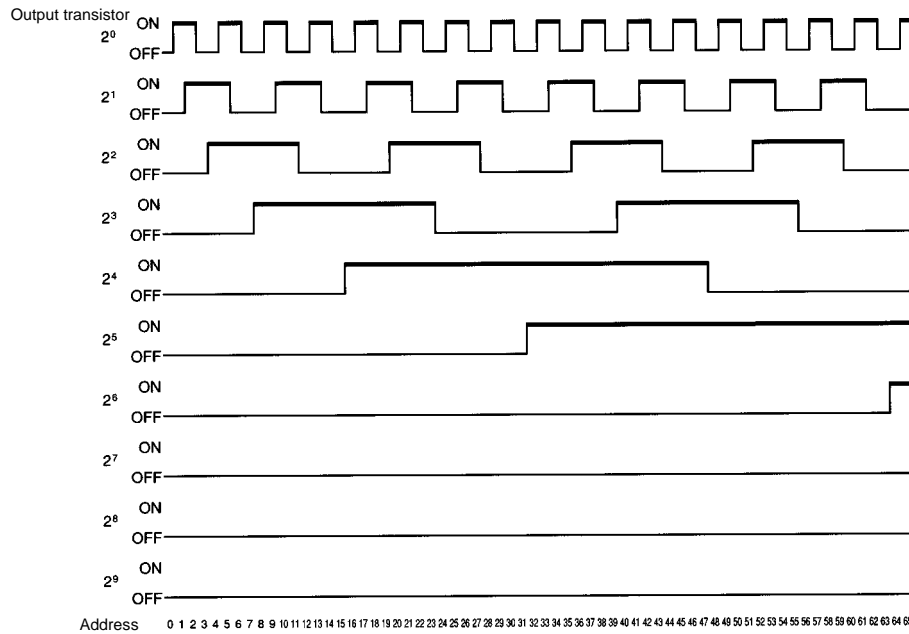 Output transistor
2⁰ ON
OFF
2¹ ON
OFF
2² ON
OFF
2³ ON
OFF
2⁴ ON
OFF
2⁵ ON
OFF
2⁶ ON
OFF
2⁷ ON
OFF
2⁸ ON
OFF
2⁹ ON
OFF
Address 0 1 2 3 4 5 6 7 8 9 10 11 12 13 14 15 16 17 18 19 20 21 22 23 24 25 26 27 28 29 30 31 32 33 34 35 36 37 38 39 40 41 42 43 44 45 46 47 48 49 50 51 52 53 54 55 56 57 58 59 60 61 62 63 64 65